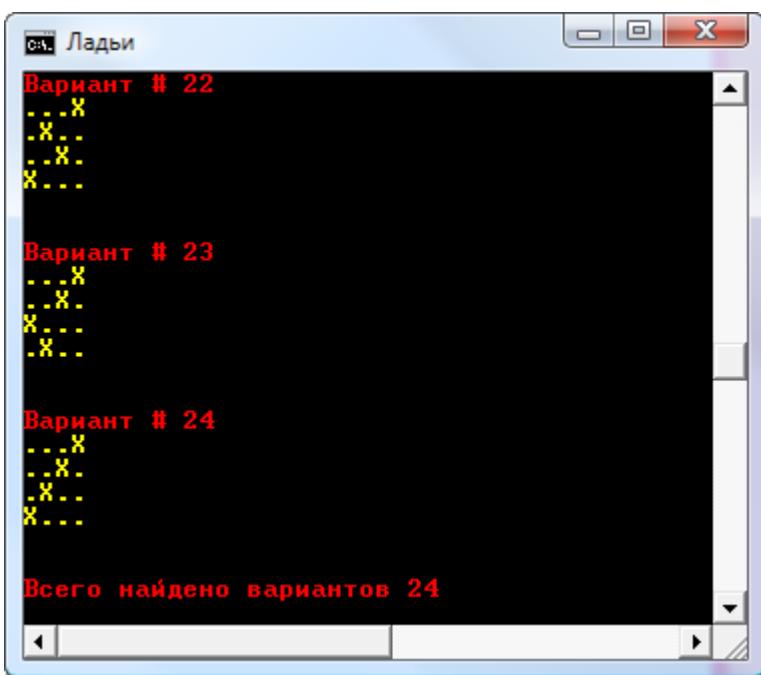 Ладьи
Вариант # 22
...X
.X..
..X.
X...
Вариант # 23
...X
..X.
X...
.X..
Вариант # 24
...X
..X.
.X..
X...
Всего найдено вариантов 24